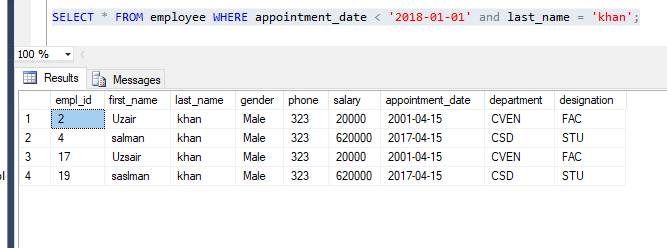 SELECT * FROM employee WHERE appointment_date < '2018-01-01' and last_name = 'khan';
100 %
Results Messages
empl_id first_name last_name gender phone salary appointment_date department designation
1 2 Uzair khan Male 323 20000 2001-04-15 CVEN FAC
2 4 salman khan Male 323 620000 2017-04-15 CSD STU
3 17 Uzsair khan Male 323 20000 2001-04-15 CVEN FAC
4 19 saslman khan Male 323 620000 2017-04-15 CSD STU